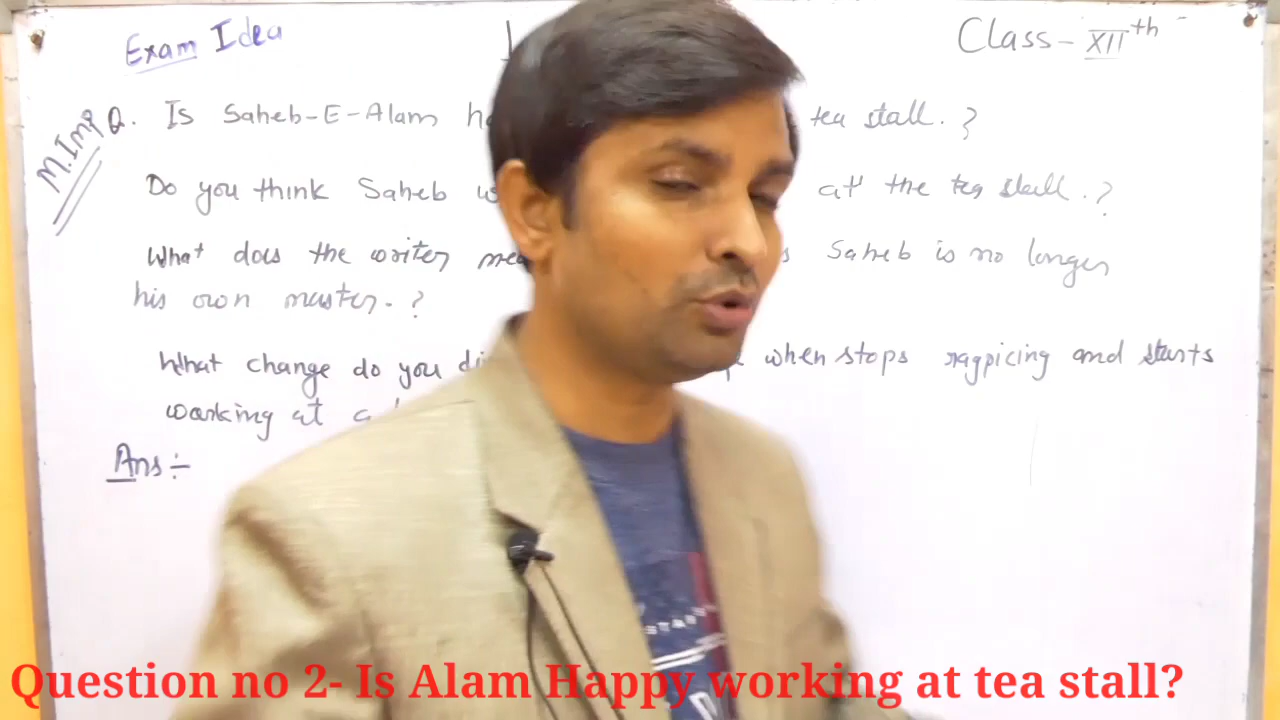 Exam Idea
Class - XIIth
M.Imp Q. Is Saheb-E-Alam tea stall.?
Do you think Saheb at the tea stall.?
What does the writer Saheb is no longer
his own master.?
What change do you when stops ragpicing and starts
working at a
Ans:-
Question no 2- Is Alam Happy working at tea stall?